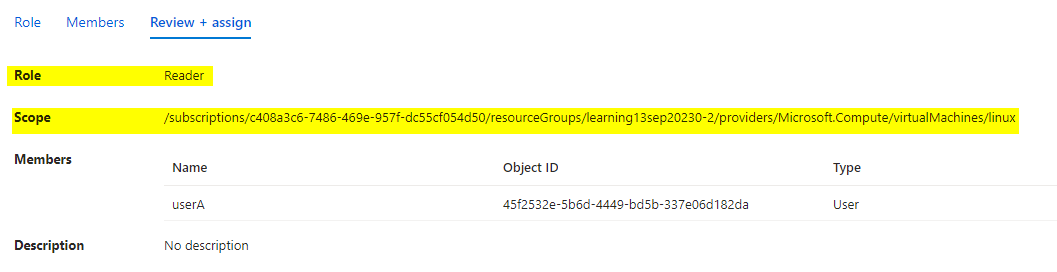 Role Members Review + assign
Role Reader
Scope /subscriptions/c408a3c6-7486-469e-957f-dc55cf054d50/resourceGroups/learning13sep20230-2/providers/Microsoft.Compute/virtualMachines/linux
Members
Name Object ID Type
userA 45f2532e-5b6d-4449-bd5b-337e06d182da User
Description No description